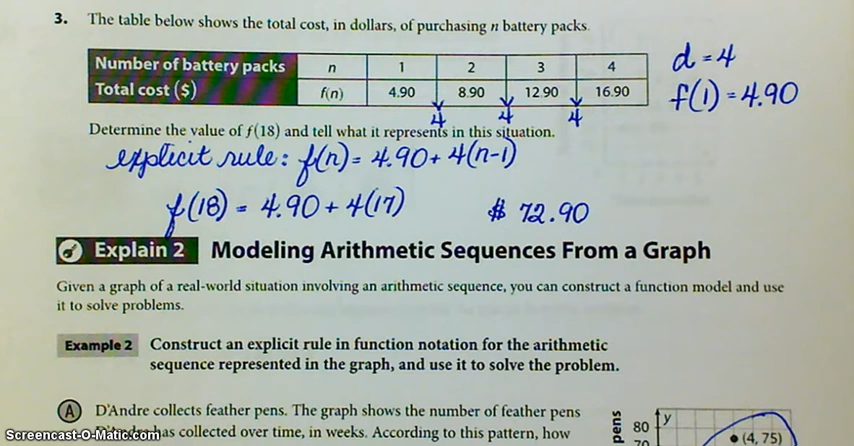 3. The table below shows the total cost, in dollars, of purchasing n battery packs.
Number of battery packs n 1 2 3 4
Total cost ($) f(n) 4.90 8.90 12.90 16.90
d = 4
f(1) = 4.90
4 4 4
Determine the value of f(18) and tell what it represents in this situation.
explicit rule: f(n) = 4.90 + 4(n-1)
f(18) = 4.90 + 4(17) $ 72.90
Explain 2 Modeling Arithmetic Sequences From a Graph
Given a graph of a real-world situation involving an arithmetic sequence, you can construct a function model and use
it to solve problems.
Example 2 Construct an explicit rule in function notation for the arithmetic
sequence represented in the graph, and use it to solve the problem.
A D'Andre collects feather pens. The graph shows the number of feather pens
has collected over time, in weeks. According to this pattern, how
pens
80 y
70
(4, 75)
Screencast-O-Matic.com